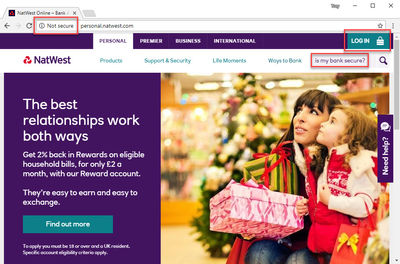 NatWest Online – Bank
Not secure
personal.natwest.com
PERSONAL PREMIER BUSINESS INTERNATIONAL
LOG IN
NatWest
Products Support & Security Life Moments Ways to Bank is my bank secure?
The best
relationships work
both ways
Get 2% back in Rewards on eligible
household bills, for only £2 a
month, with our Reward account.
They're easy to earn and easy to
exchange.
Find out more
To apply you must be 18 or over and a UK resident.
Specific account eligibility criteria apply.
Need help?